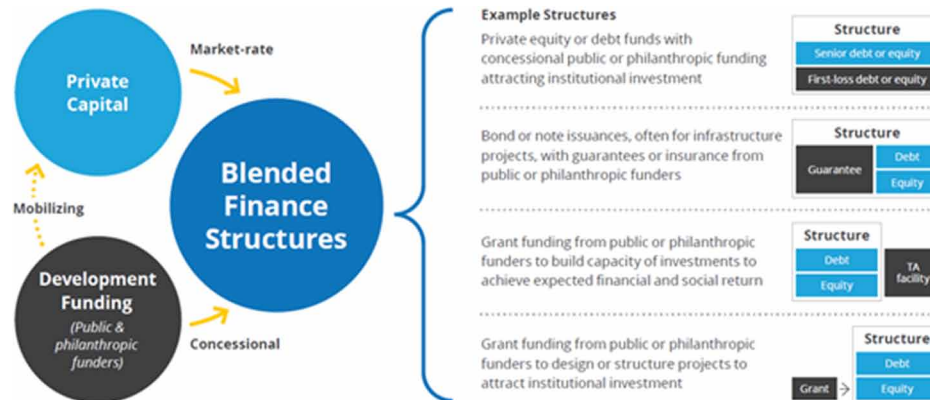 Private
Capital
Market-rate
Blended
Finance
Structures
Mobilizing
Development
Funding
(Public &
philanthropic
funders)
Concessional
Example Structures
Private equity or debt funds with
concessional public or philanthropic funding
attracting institutional investment
Structure
Senior debt or equity
First-loss debt or equity
Bond or note issuances, often for infrastructure
projects, with guarantees or insurance from
public or philanthropic funders
Structure
Guarantee
Debt
Equity
Grant funding from public or philanthropic
funders to build capacity of investments to
achieve expected financial and social return
Structure
Debt
Equity
TA
facility
Grant funding from public or philanthropic
funders to design or structure projects to
attract institutional investment
Structure
Debt
Grant
Equity